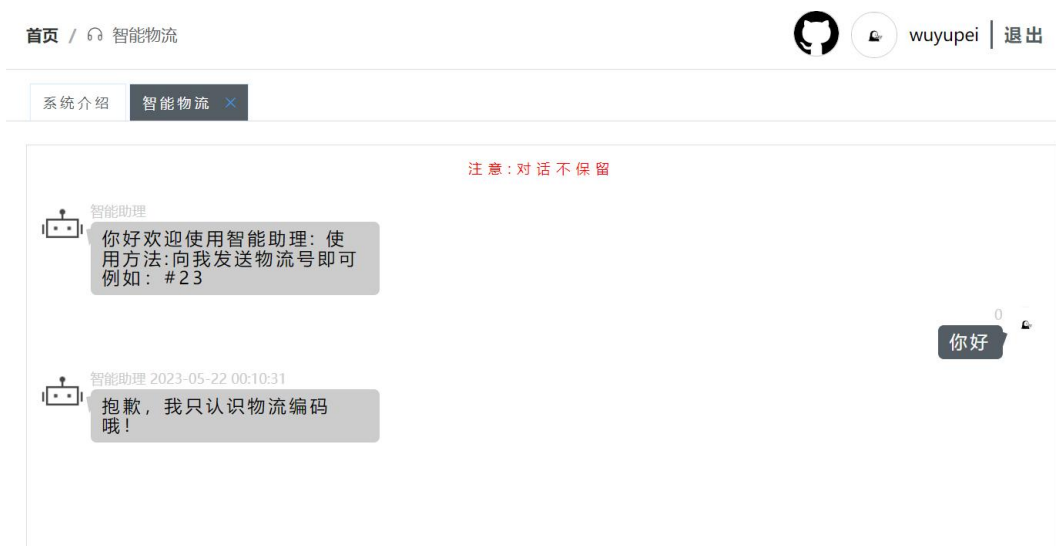 首页 / 智能物流
wuyupei | 退出
系统介绍 智能物流 ×
注意:对话不保留
智能助理
你好欢迎使用智能助理: 使
用方法:向我发送物流号即可
例如: #23
0
你好
智能助理 2023-05-22 00:10:31
抱歉, 我只认识物流编码
哦!